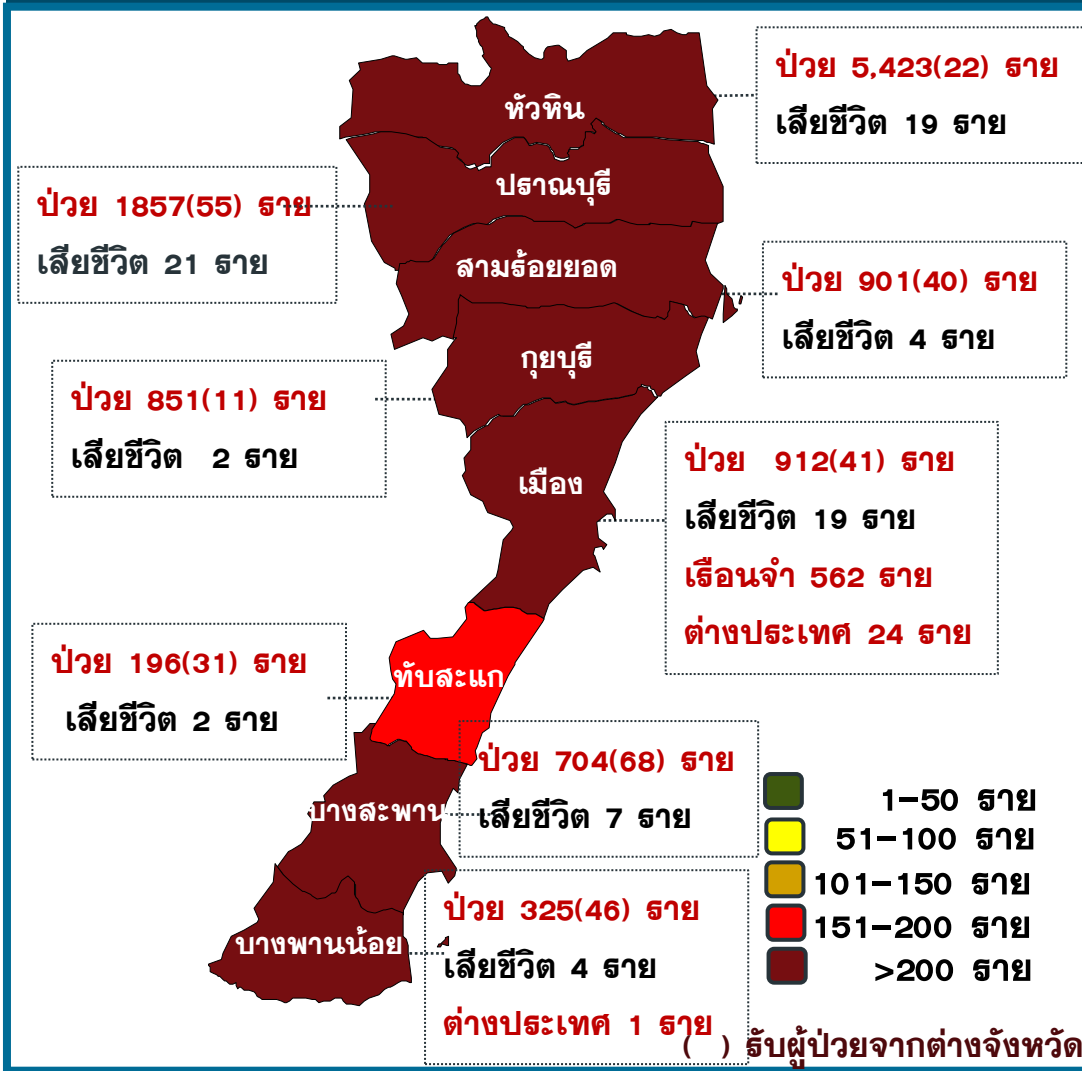 ป่วย 5,423(22) ราย
เสียชีวิต 19 ราย
หัวหิน
ปราณบุรี
ป่วย 1857(55) ราย
เสียชีวิต 21 ราย
สามร้อยยอด
ป่วย 901(40) ราย
เสียชีวิต 4 ราย
กุยบุรี
ป่วย 851(11) ราย
เสียชีวิต 2 ราย
เมือง
ป่วย 912(41) ราย
เสียชีวิต 19 ราย
เรือนจำ 562 ราย
ต่างประเทศ 24 ราย
ป่วย 196(31) ราย
เสียชีวิต 2 ราย
ทับสะแก
ป่วย 704(68) ราย
เสียชีวิต 7 ราย
บางสะพาน
ป่วย 325(46) ราย
เสียชีวิต 4 ราย
ต่างประเทศ 1 ราย
บางพานน้อย
1-50 ราย
51-100 ราย
101-150 ราย
151-200 ราย
>200 ราย
( ) รับผู้ป่วยจากต่างจังหวัด